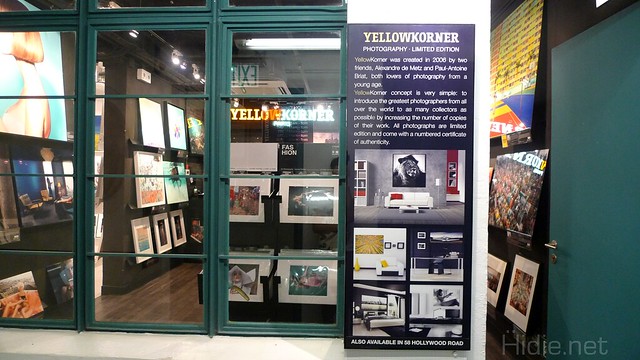 YELLOWKORNER
PHOTOGRAPHY - LIMITED EDITION
YellowKorner was created in 2006 by two
friends, Alexandre de Metz and Paul-Antoine
Briat, both lovers of photography from a
young age.
YellowKorner concept is very simple: to
introduce the greatest photographers from all
over the world to as many collectors as
possible by increasing the number of copies
of their work. All photographs are limited
edition and come with a numbered certificate
of authenticity.
ALSO AVAILABLE IN 55 HOLLYWOOD ROAD
EXIT
YELLOWKORNER
FAS
HION
Hidie.net